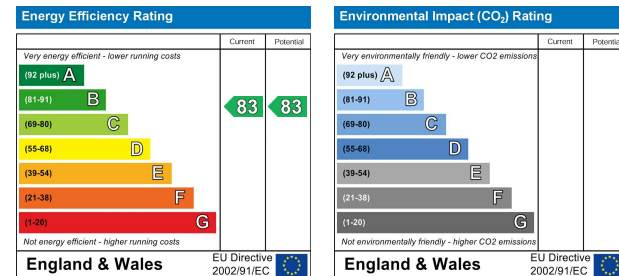 Energy Efficiency Rating
Current Potential
Very energy efficient - lower running costs
(92 plus) A
(81-91) B
83 83
(69-80) C
(55-68) D
(39-54) E
(21-38) F
(1-20) G
Not energy efficient - higher running costs
England & Wales
EU Directive
2002/91/EC
Environmental Impact (CO₂) Rating
Current Potentia
Very environmentally friendly - lower CO2 emissions
(92 plus) A
(81-91) B
(69-80) C
(55-68) D
(39-54) E
(21-38) F
(1-20) G
Not environmentally friendly - higher CO2 emissions
England & Wales
EU Directive
2002/91/EC